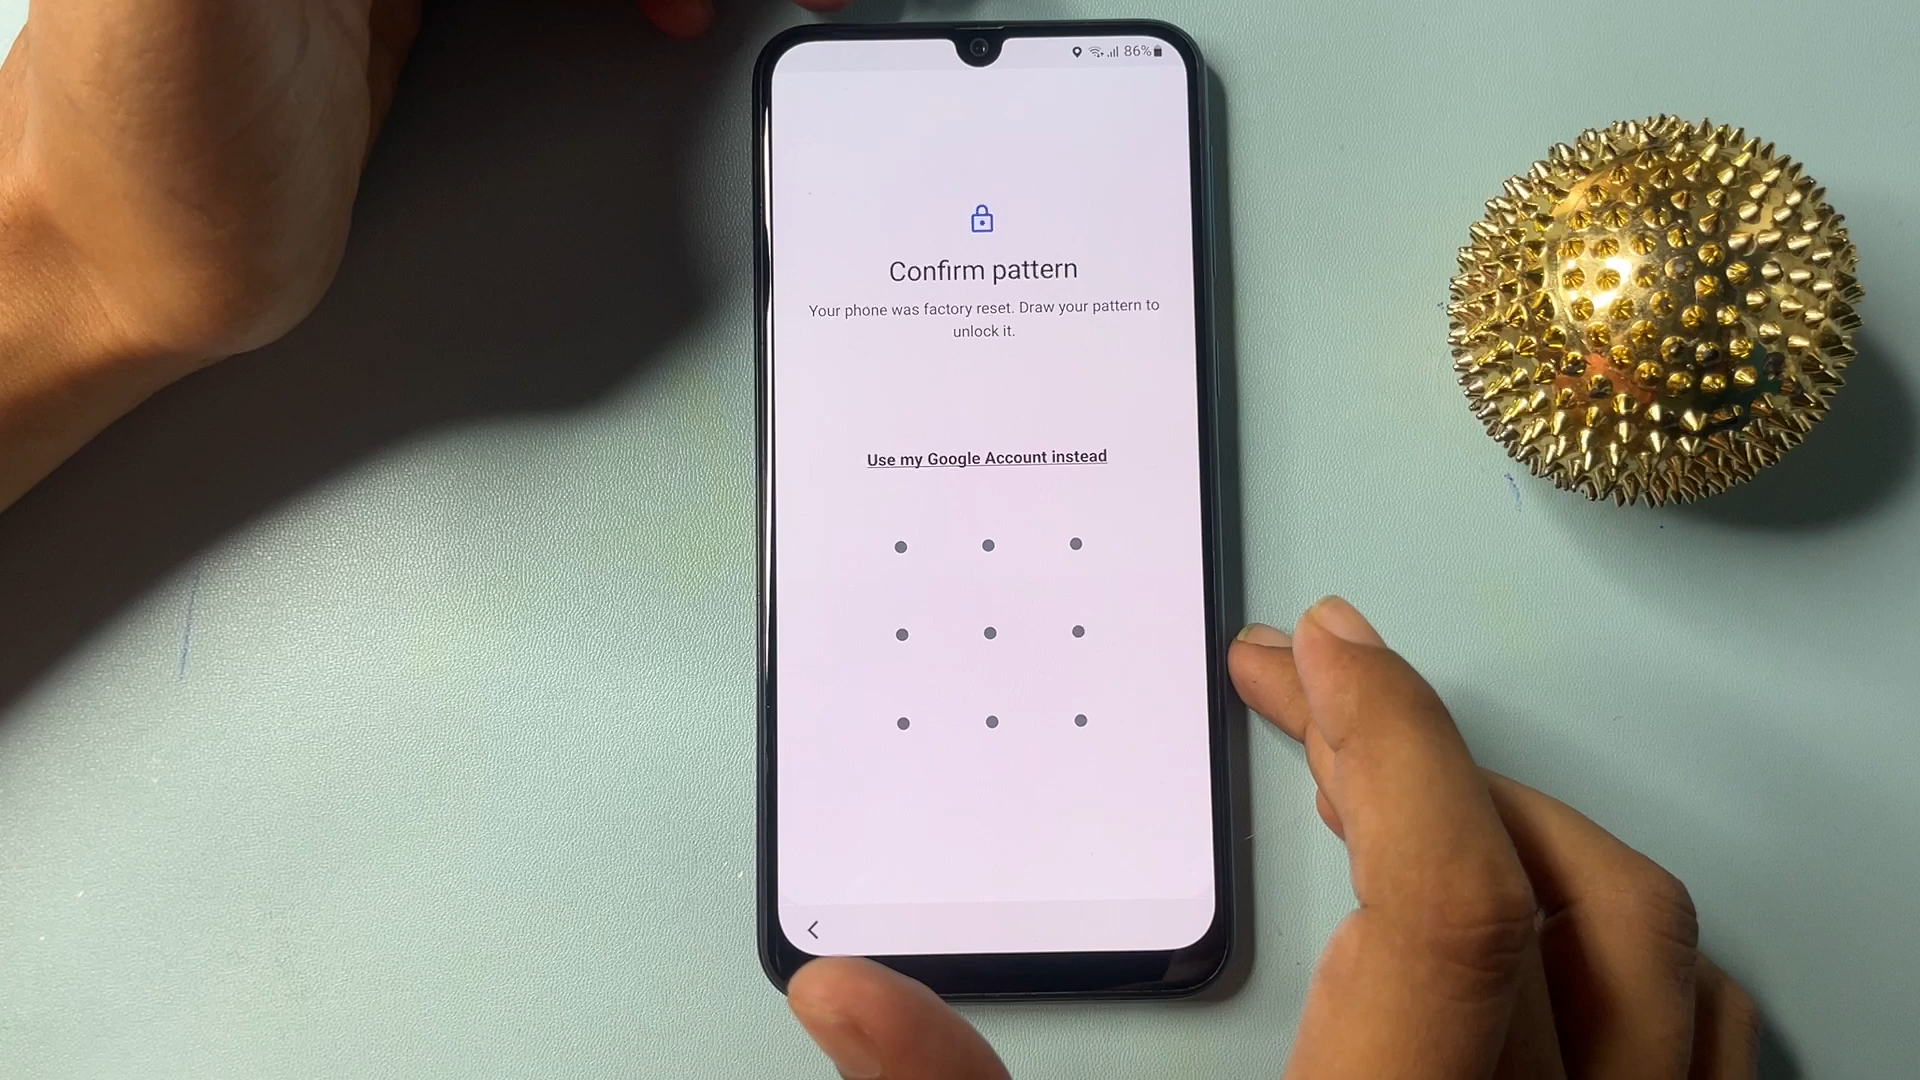 86%
Confirm pattern
Your phone was factory reset. Draw your pattern to
unlock it.
Use my Google Account instead